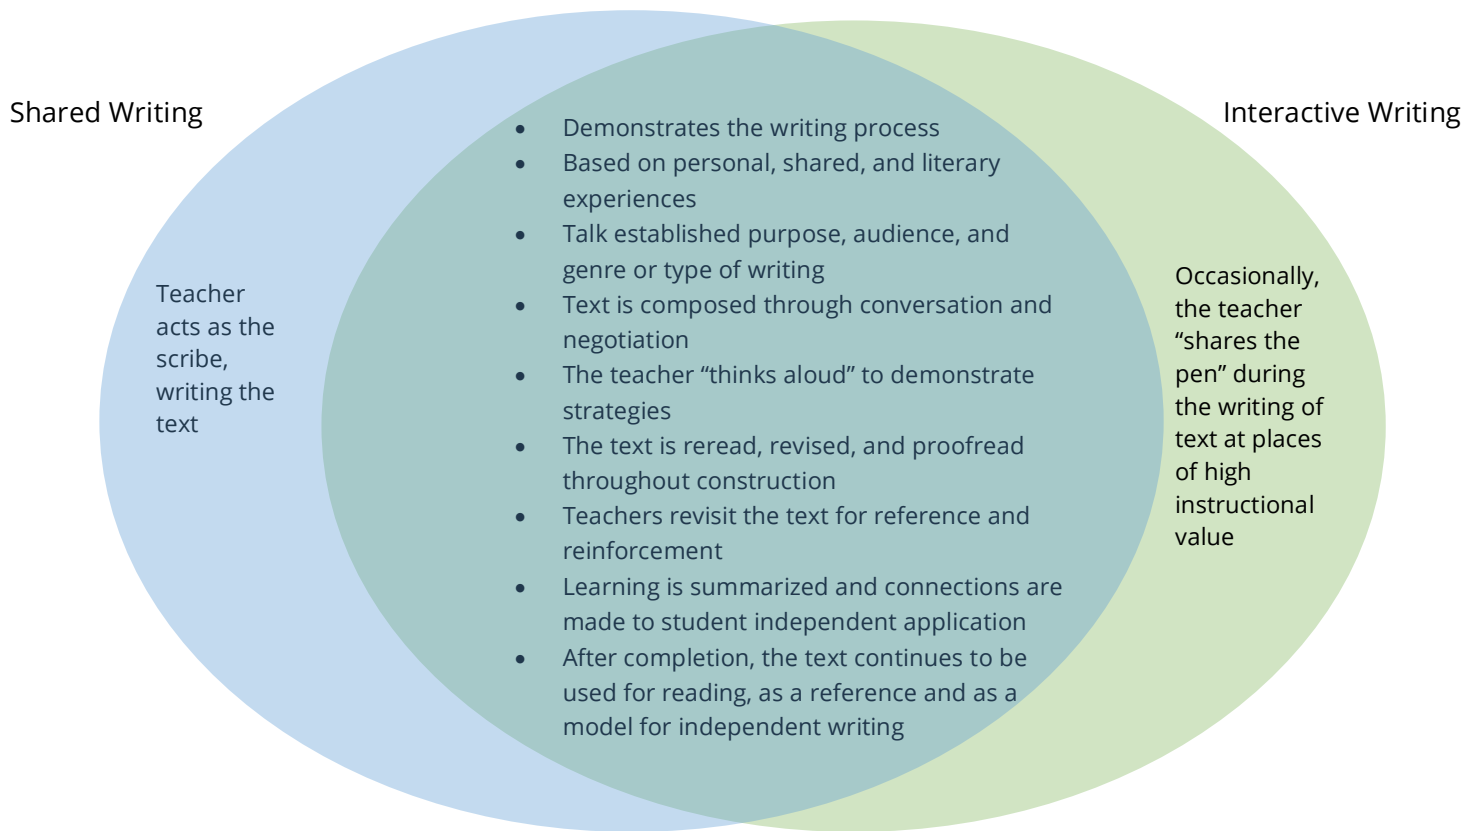 Shared Writing
Interactive Writing
Teacher
acts as the
scribe,
writing the
text
• Demonstrates the writing process
• Based on personal, shared, and literary
experiences
• Talk established purpose, audience, and
genre or type of writing
• Text is composed through conversation and
negotiation
• The teacher “thinks aloud” to demonstrate
strategies
• The text is reread, revised, and proofread
throughout construction
• Teachers revisit the text for reference and
reinforcement
• Learning is summarized and connections are
made to student independent application
• After completion, the text continues to be
used for reading, as a reference and as a
model for independent writing
Occasionally,
the teacher
“shares the
pen” during
the writing of
text at places
of high
instructional
value